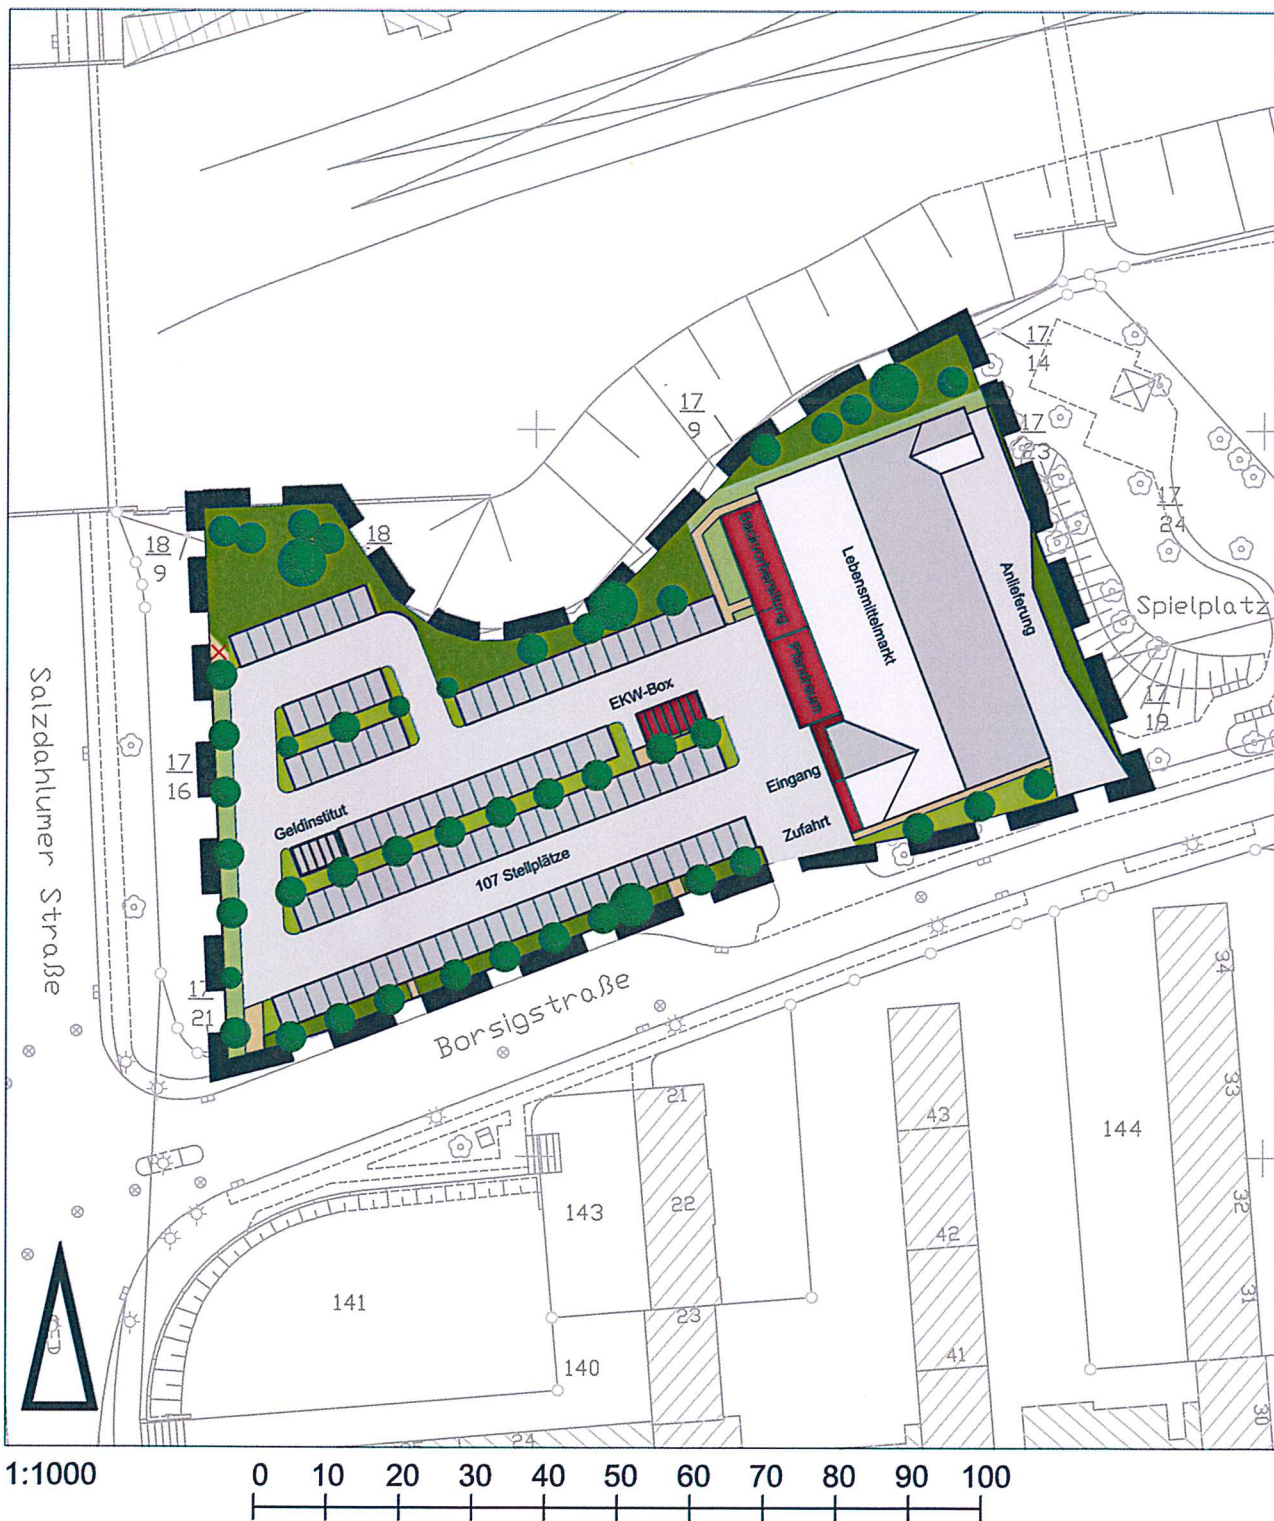 17
14
17
9
17
23
17
24
18
9
18
Backvorbereitung
Lebensmittelmarkt
Anlieferung
Spielplatz
Pfandraum
EKW-Box
17
19
Salzdahlumer Straße
17
16
Eingang
Geldinstitut
Zufahrt
107 Stellplätze
17
21
Borsigstraße
34
33
32
31
30
21
22
23
24
43
42
41
144
143
141
140
1:1000
0 10 20 30 40 50 60 70 80 90 100